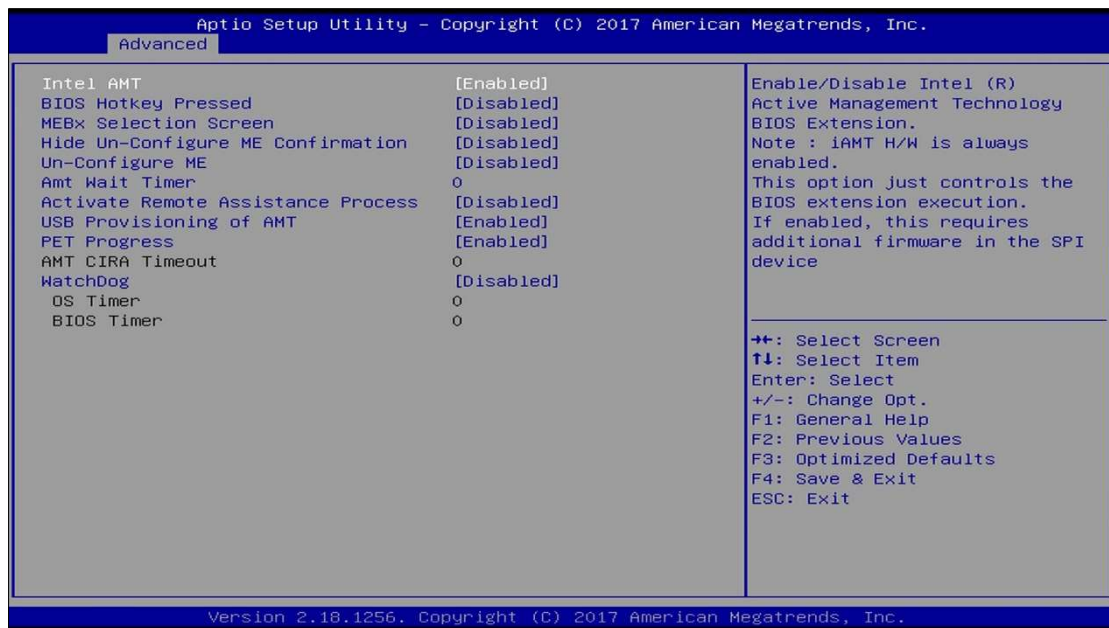 Aptio Setup Utility – Copyright (C) 2017 American Megatrends, Inc.
Advanced
Intel AMT [Enabled]
BIOS Hotkey Pressed [Disabled]
MEBx Selection Screen [Disabled]
Hide Un-Configure ME Confirmation [Disabled]
Un-Configure ME [Disabled]
Amt Wait Timer 0
Activate Remote Assistance Process [Disabled]
USB Provisioning of AMT [Enabled]
PET Progress [Enabled]
AMT CIRA Timeout 0
WatchDog [Disabled]
OS Timer 0
BIOS Timer 0
Enable/Disable Intel (R)
Active Management Technology
BIOS Extension.
Note : iAMT H/W is always
enabled.
This option just controls the
BIOS extension execution.
If enabled, this requires
additional firmware in the SPI
device
→←: Select Screen
↑↓: Select Item
Enter: Select
+/-: Change Opt.
F1: General Help
F2: Previous Values
F3: Optimized Defaults
F4: Save & Exit
ESC: Exit
Version 2.18.1256. Copyright (C) 2017 American Megatrends, Inc.